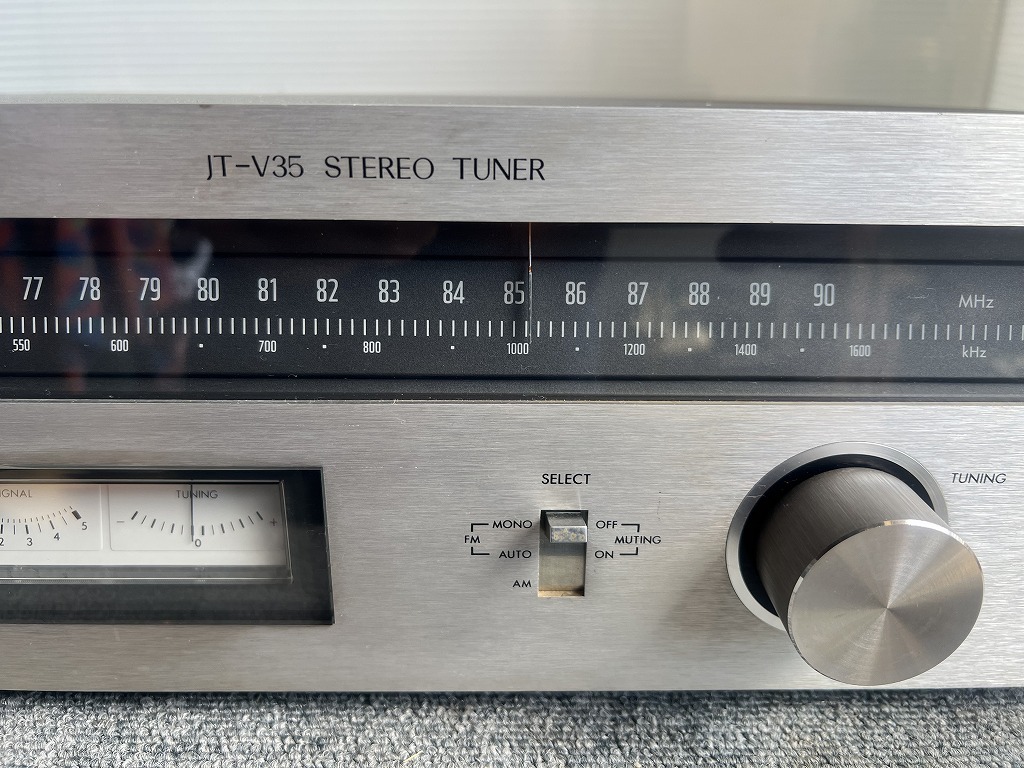 JT-V35 STEREO TUNER
77 78 79 80 81 82 83 84 85 86 87 88 89 90 MHz
550 600 700 800 1000 1200 1400 1600 kHz
SELECT
TUNING
IGNAL
TUNING
5
2 3 4
- +
0
MONO OFF
FM MUTING
AUTO ON
AM